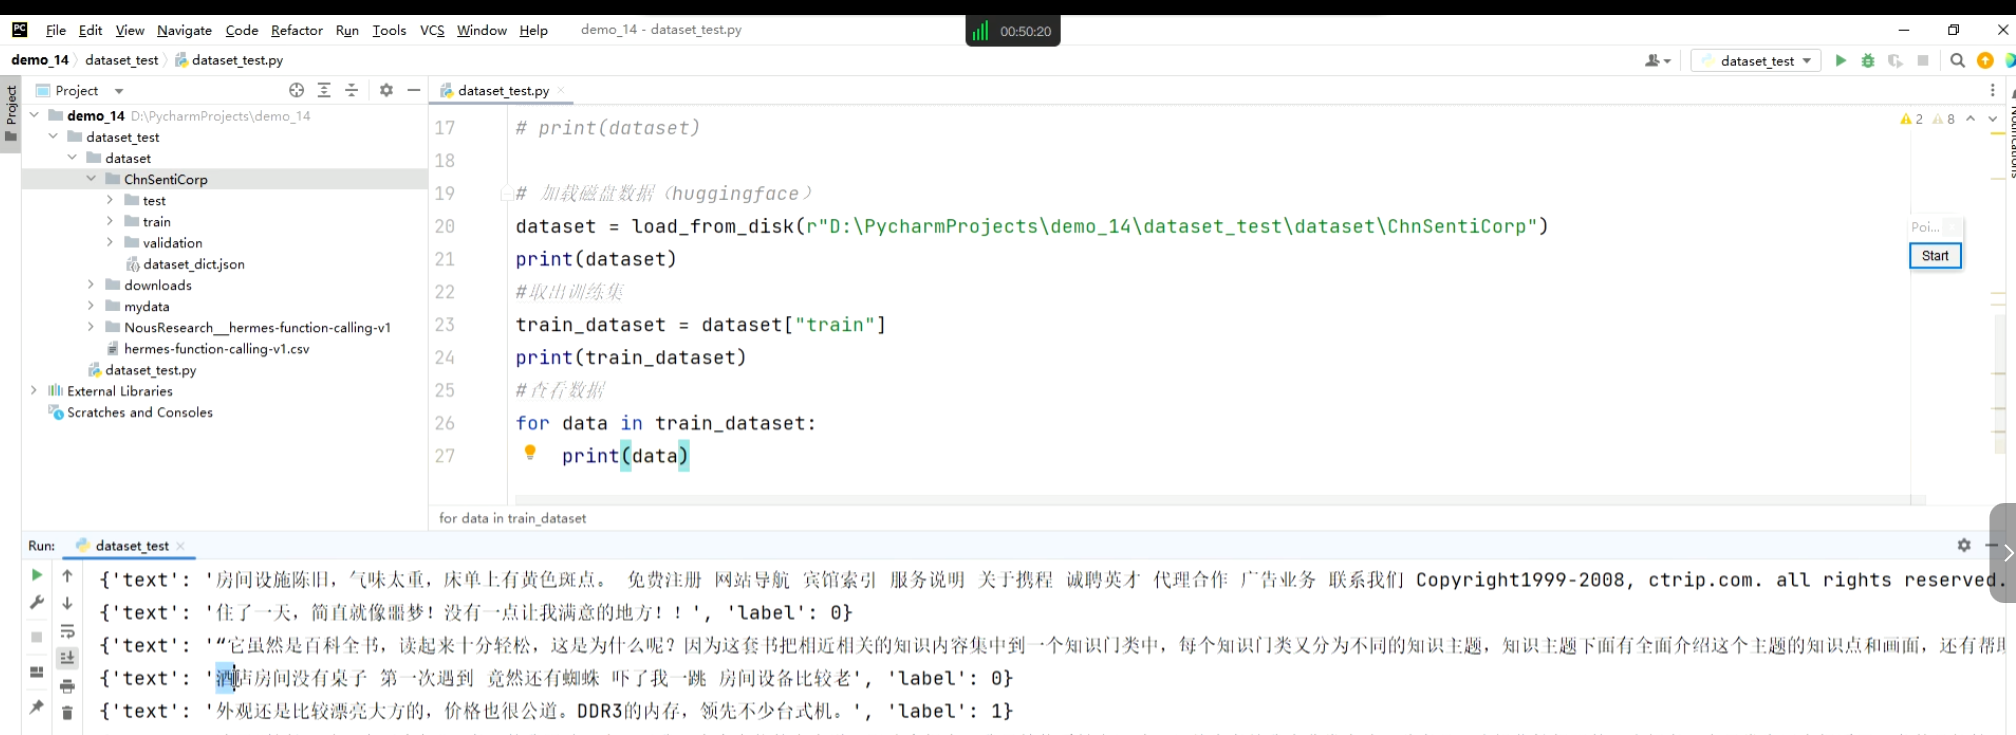 File Edit View Navigate Code Refactor Run Tools VCS Window Help demo_14 - dataset_test.py
00:50:20
demo_14 dataset_test dataset_test.py
dataset_test
Project
Project
dataset_test.py
demo_14 D:\PycharmProjects\demo_14
dataset_test
dataset
ChnSentiCorp
test
train
validation
dataset_dict.json
downloads
mydata
NousResearch__hermes-function-calling-v1
hermes-function-calling-v1.csv
dataset_test.py
External Libraries
Scratches and Consoles
2 8
Notifications
17 # print(dataset)
18
19 # 加载磁盘数据（huggingface）
20 dataset = load_from_disk(r"D:\PycharmProjects\demo_14\dataset_test\dataset\ChnSentiCorp")
21 print(dataset)
22 #取出训练集
23 train_dataset = dataset["train"]
24 print(train_dataset)
25 #查看数据
26 for data in train_dataset:
27 print(data)
Poi...
Start
for data in train_dataset
Run: dataset_test
{'text': '房间设施陈旧，气味太重，床单上有黄色斑点。 免费注册 网站导航 宾馆索引 服务说明 关于携程 诚聘英才 代理合作 广告业务 联系我们 Copyright1999-2008, ctrip.com. all rights reserved.
{'text': '住了一天，简直就像噩梦！没有一点让我满意的地方！！', 'label': 0}
{'text': '“它虽然是百科全书，读起来十分轻松，这是为什么呢？因为这套书把相近相关的知识内容集中到一个知识门类中，每个知识门类又分为不同的知识主题，知识主题下面有全面介绍这个主题的知识点和画面，还有帮
{'text': '酒店房间没有桌子 第一次遇到 竟然还有蜘蛛 吓了我一跳 房间设备比较老', 'label': 0}
{'text': '外观还是比较漂亮大方的，价格也很公道。DDR3的内存，领先不少台式机。', 'label': 1}